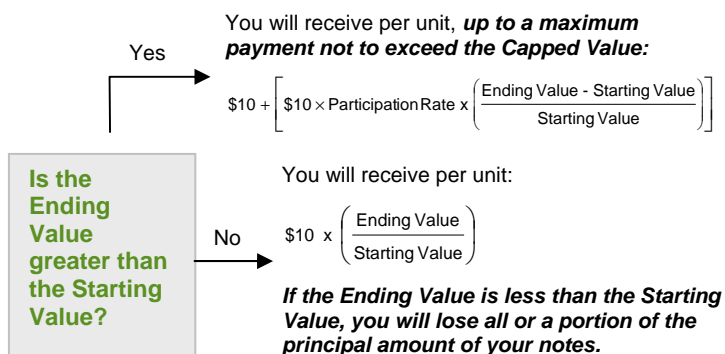 You will receive per unit, up to a maximum
payment not to exceed the Capped Value:
Yes
$10 + [$10 × Participation Rate x (Ending Value - Starting Value / Starting Value)]
Is the
Ending
Value
greater than
the Starting
Value?
No
You will receive per unit:
$10 x (Ending Value / Starting Value)
If the Ending Value is less than the Starting
Value, you will lose all or a portion of the
principal amount of your notes.